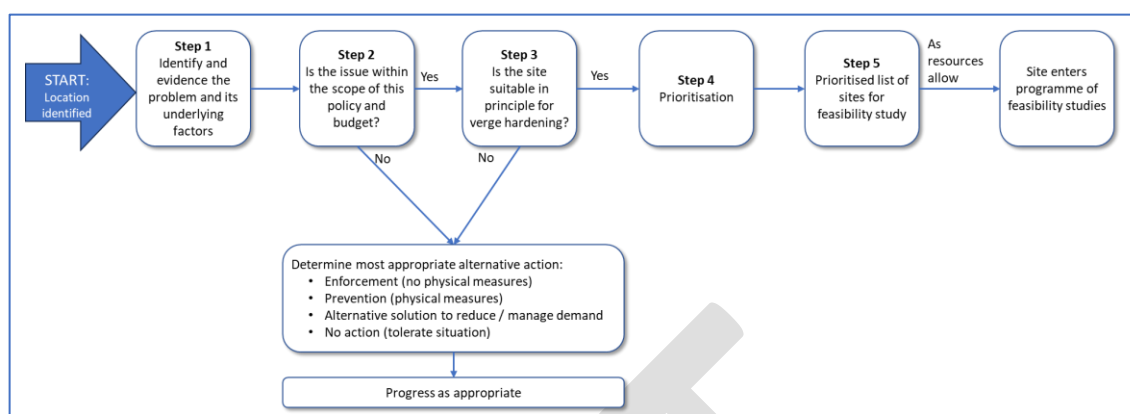 START:
Location
identified
Step 1
Identify and
evidence the
problem and its
underlying
factors
Step 2
Is the issue within
the scope of this
policy and
budget?
Yes
No
Step 3
Is the site
suitable in
principle for
verge hardening?
Yes
No
Step 4
Prioritisation
Step 5
Prioritised list of
sites for
feasibility study
As
resources
allow
Site enters
programme of
feasibility studies
Determine most appropriate alternative action:
• Enforcement (no physical measures)
• Prevention (physical measures)
• Alternative solution to reduce / manage demand
• No action (tolerate situation)
Progress as appropriate